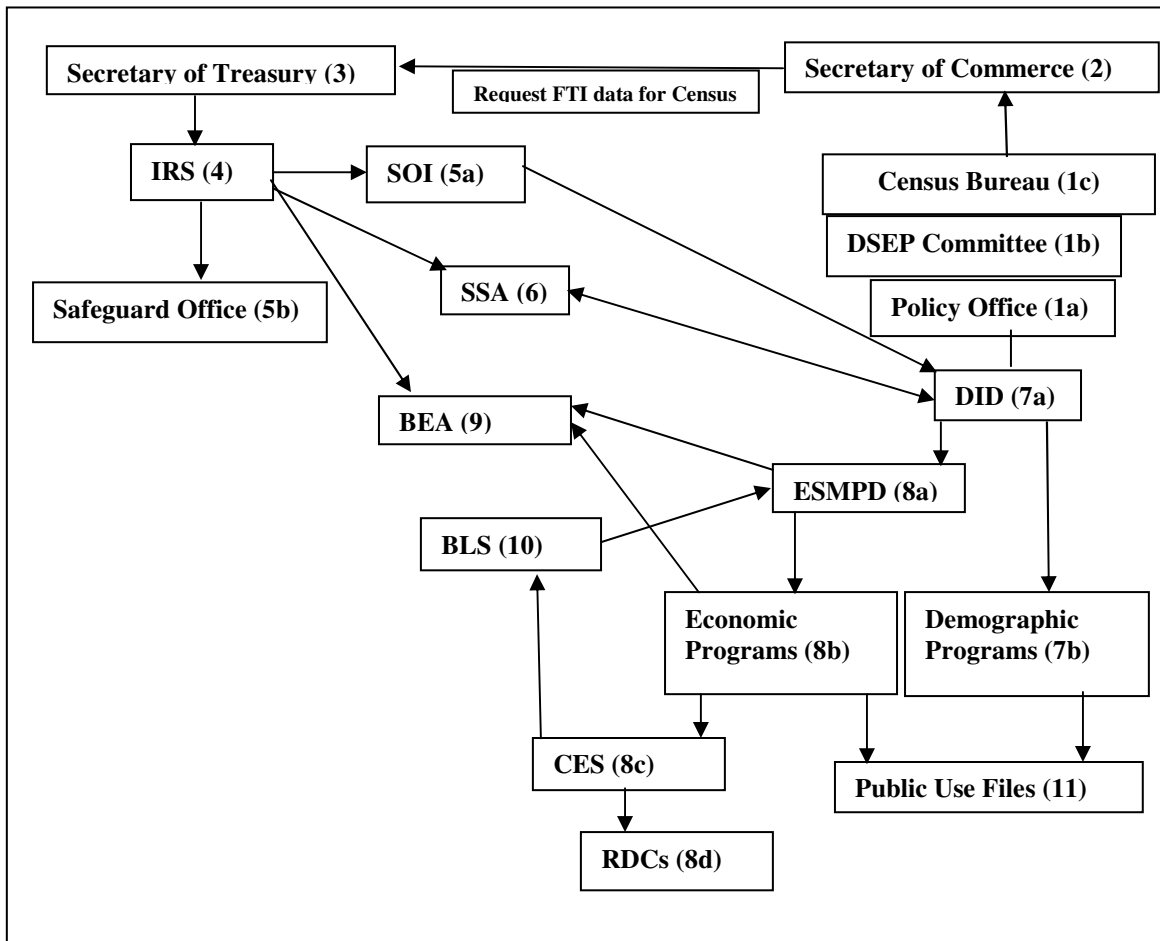 Secretary of Treasury (3)
Secretary of Commerce (2)
Request FTI data for Census
IRS (4)
SOI (5a)
Census Bureau (1c)
DSEP Committee (1b)
SSA (6)
Safeguard Office (5b)
Policy Office (1a)
DID (7a)
BEA (9)
ESMPD (8a)
BLS (10)
Economic
Programs (8b)
Demographic
Programs (7b)
CES (8c)
Public Use Files (11)
RDCs (8d)